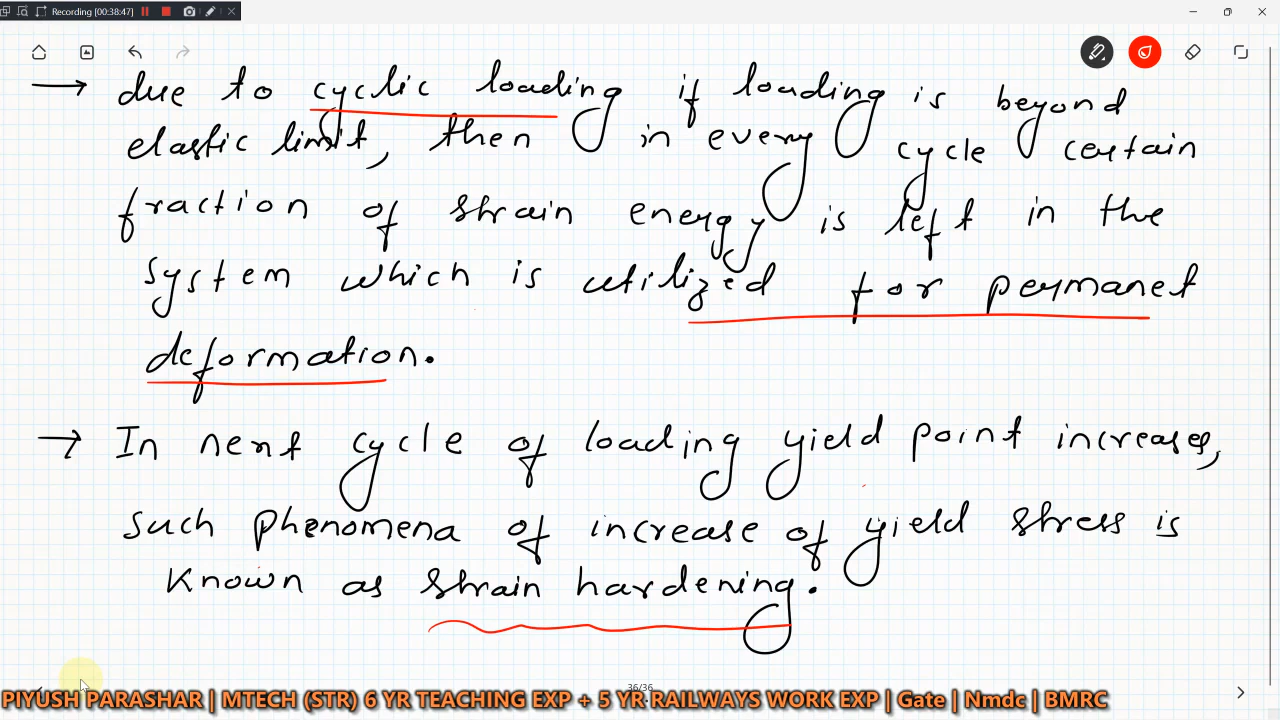 Recording [00:38:47]
→ due to cyclic loading if loading is beyond
elastic limit, then in every cycle certain
fraction of strain energy is left in the
system which is utilized for permanet
deformation.
→ In next cycle of loading yield point increases,
such phenomena of increase of yield stress is
known as strain hardening.
36/36
PIYUSH PARASHAR | MTECH (STR) 6 YR TEACHING EXP + 5 YR RAILWAYS WORK EXP | Gate | Nmdc | BMRC